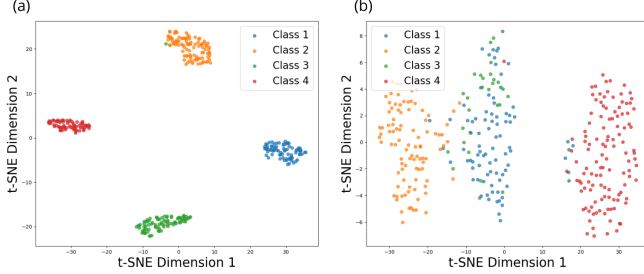 (a)
Class 1
Class 2
Class 3
Class 4
t-SNE Dimension 2
20
10
0
−10
−20
−30
−20
−10
0
10
20
30
t-SNE Dimension 1
(b)
Class 1
Class 2
Class 3
Class 4
t-SNE Dimension 2
8
6
4
2
0
−2
−4
−6
−30
−20
−10
0
10
20
30
t-SNE Dimension 1